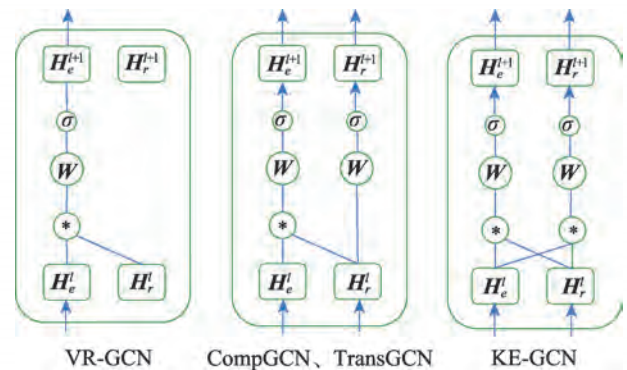 H_e^{l+1} H_r^{l+1} H_e^{l+1} H_r^{l+1} H_e^{l+1} H_r^{l+1}
σ σ σ σ σ
W W W W W
* * * *
H_e^l H_r^l H_e^l H_r^l H_e^l H_r^l
VR-GCN CompGCN、TransGCN KE-GCN